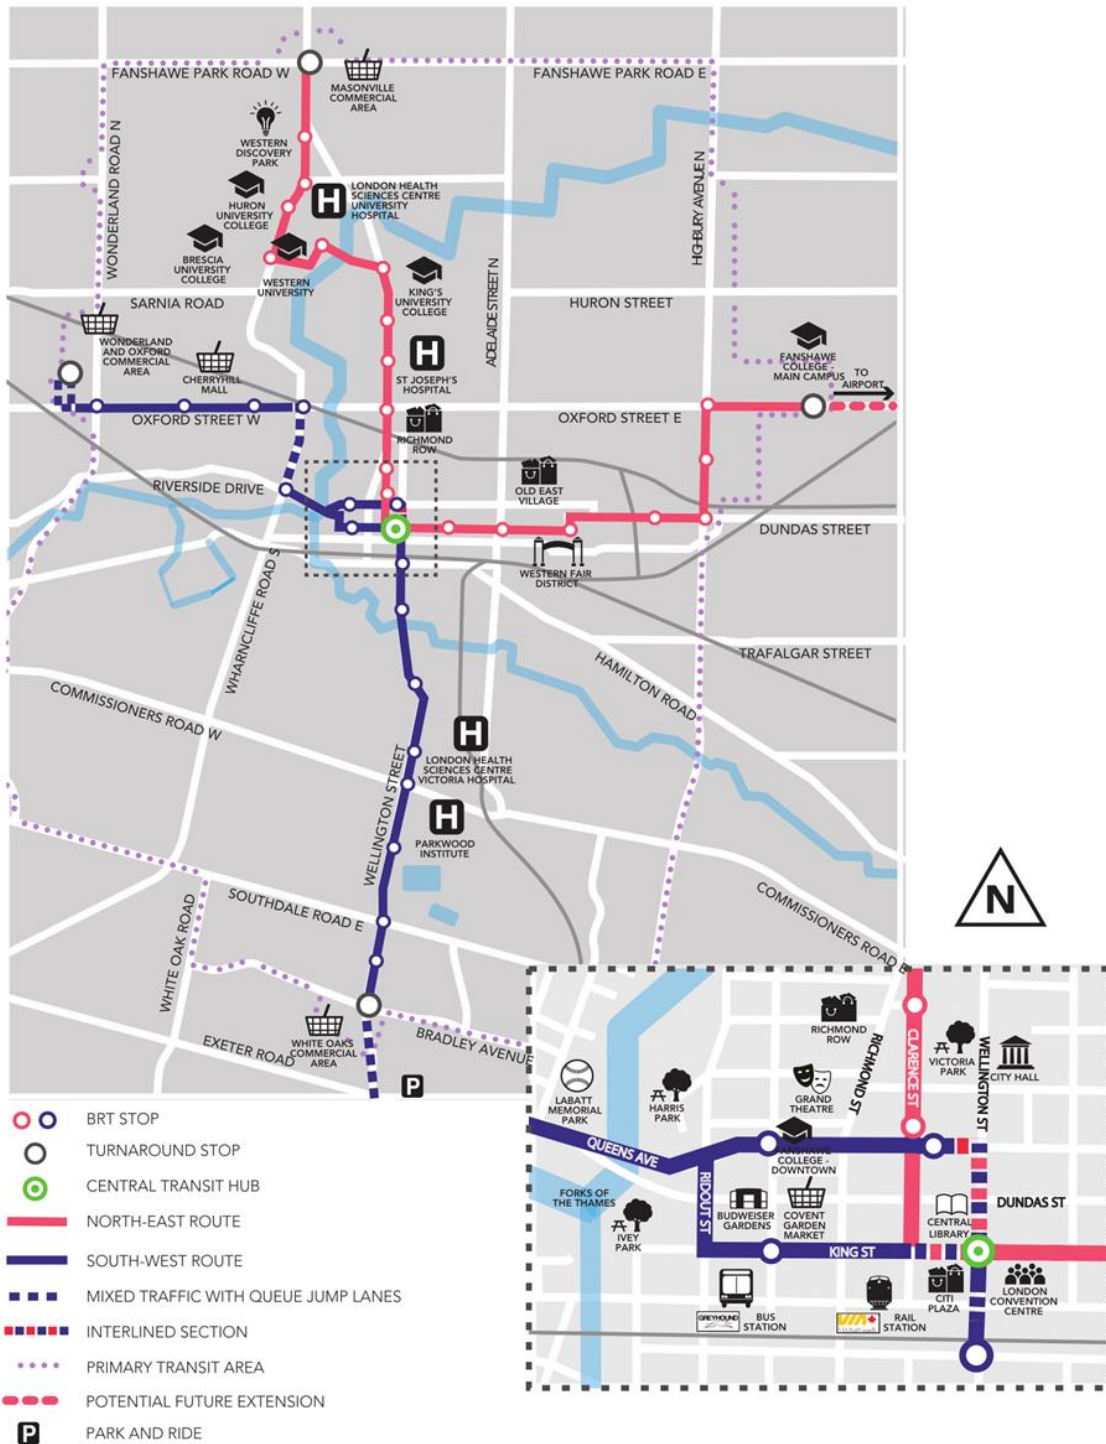 FANSHAWE PARK ROAD W
FANSHAWE PARK ROAD E
MASONVILLE
COMMERCIAL
AREA
WESTERN
DISCOVERY
PARK
WONDERLAND ROAD N
HIGHBURY AVENUE N
H
LONDON HEALTH
SCIENCES CENTRE
UNIVERSITY
HOSPITAL
HURON
UNIVERSITY
COLLEGE
BRESCIA
UNIVERSITY
COLLEGE
WESTERN
UNIVERSITY
KING'S
UNIVERSITY
COLLEGE
ADELAIDE STREET N
SARNIA ROAD
HURON STREET
WONDERLAND
AND OXFORD
COMMERCIAL
AREA
CHERRYHILL
MALL
H
ST JOSEPH'S
HOSPITAL
FANSHAWE
COLLEGE -
MAIN CAMPUS
TO
AIRPORT
OXFORD STREET W
OXFORD STREET E
RICHMOND
ROW
RIVERSIDE DRIVE
OLD EAST
VILLAGE
DUNDAS STREET
WESTERN FAIR
DISTRICT
WHARNCLIFFE ROAD S
TRAFALGAR STREET
HAMILTON ROAD
COMMISSIONERS ROAD W
WELLINGTON STREET
H
LONDON HEALTH
SCIENCES CENTRE
VICTORIA HOSPITAL
H
PARKWOOD
INSTITUTE
SOUTHDALE ROAD E
WHITE OAK ROAD
COMMISSIONERS ROAD E
N
WHITE OAKS
COMMERCIAL
AREA
EXETER ROAD
BRADLEY AVENUE
P
RICHMOND
ROW
RICHMOND ST
CLARENCE ST
VICTORIA
PARK
WELLINGTON ST
CITY HALL
LABATT
MEMORIAL
PARK
HARRIS
PARK
GRAND
THEATRE
QUEENS AVE
FANSHAWE
COLLEGE -
DOWNTOWN
RIDOUT ST
FORKS OF
THE THAMES
IVEY
PARK
BUDWEISER
GARDENS
COVENT
GARDEN
MARKET
CENTRAL
LIBRARY
DUNDAS ST
KING ST
GREYHOUND
BUS
STATION
VIA
RAIL
STATION
CITI
PLAZA
LONDON
CONVENTION
CENTRE
BRT STOP
TURNAROUND STOP
CENTRAL TRANSIT HUB
NORTH-EAST ROUTE
SOUTH-WEST ROUTE
MIXED TRAFFIC WITH QUEUE JUMP LANES
INTERLINED SECTION
PRIMARY TRANSIT AREA
POTENTIAL FUTURE EXTENSION
P PARK AND RIDE